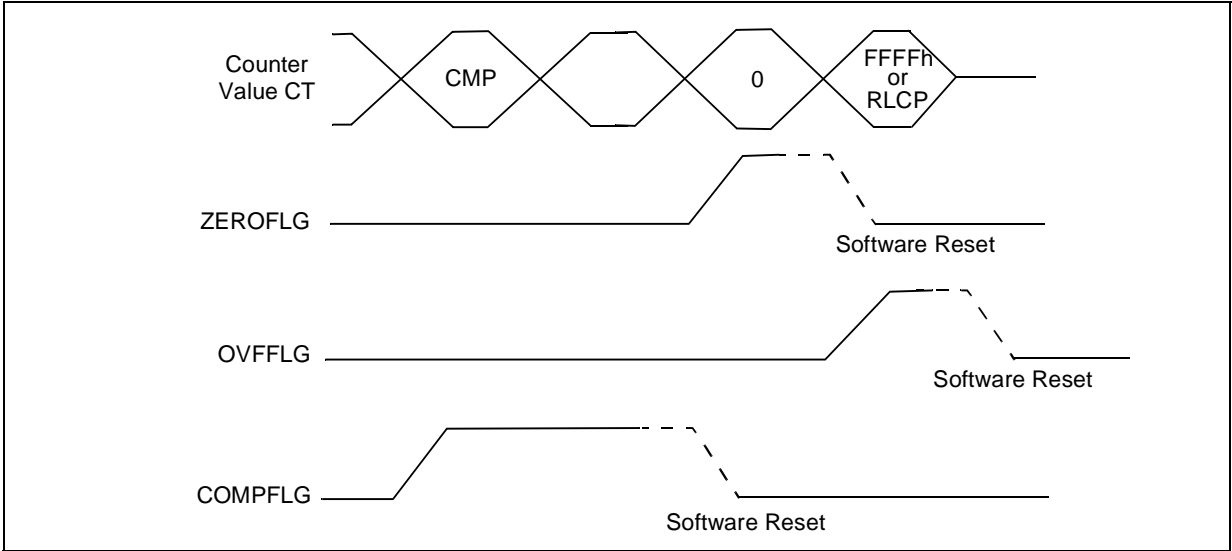 Counter
Value CT
CMP
0
FFFFh
or
RLCP
ZEROFLG
Software Reset
OVFFLG
Software Reset
COMPFLG
Software Reset